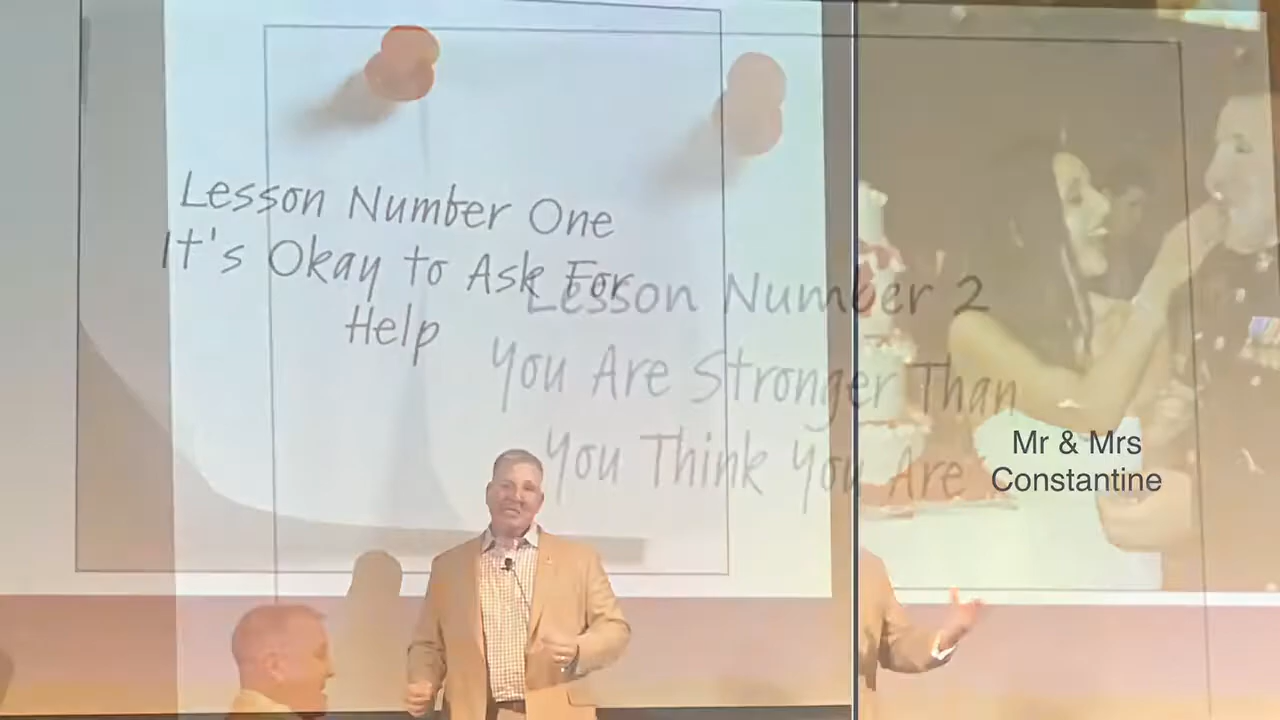 Lesson Number One
It's Okay to Ask For
Help
Lesson Number 2
You Are Stronger Than
You Think You Are
Mr & Mrs
Constantine